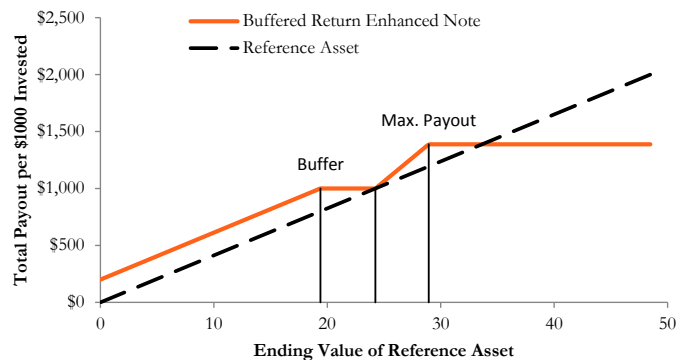 $2,500
$2,000
$1,500
$1,000
$500
$0
Total Payout per $1000 Invested
Buffered Return Enhanced Note
Reference Asset
Max. Payout
Buffer
0 10 20 30 40 50
Ending Value of Reference Asset